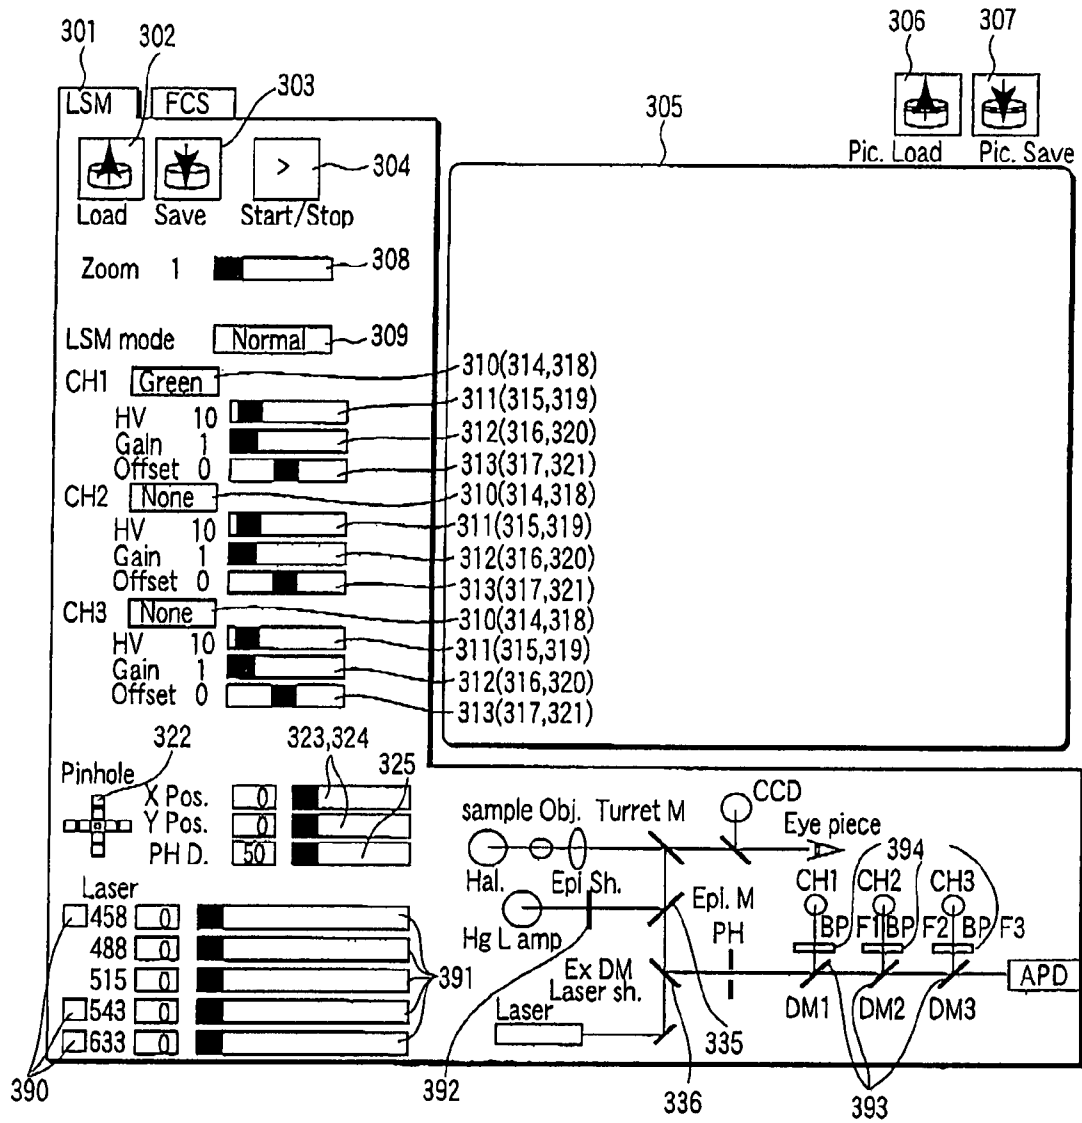 301 302 303
LSM FCS
304
Load Save Start/Stop
306 307
Pic. Load Pic. Save
305
Zoom 1 308
LSM mode Normal 309
CH1 Green 310(314,318)
HV 10 311(315,319)
Gain 1 312(316,320)
Offset 0 313(317,321)
CH2 None 310(314,318)
HV 10 311(315,319)
Gain 1 312(316,320)
Offset 0 313(317,321)
CH3 None 310(314,318)
HV 10 311(315,319)
Gain 1 312(316,320)
Offset 0 313(317,321)
322 323,324 325
Pinhole
X Pos. 0
Y Pos. 0
PH D. 50
Laser
458 0
488 0
515 0
543 0
633 0
390
391
sample Obj. Turret M CCD
Eye piece
Hal. Epi Sh.
394
CH1 CH2 CH3
Epi. M
Hg L amp
PH
BP F1 BP F2 BP F3
Ex DM
Laser sh.
APD
Laser
DM1 DM2 DM3
335
392 336 393